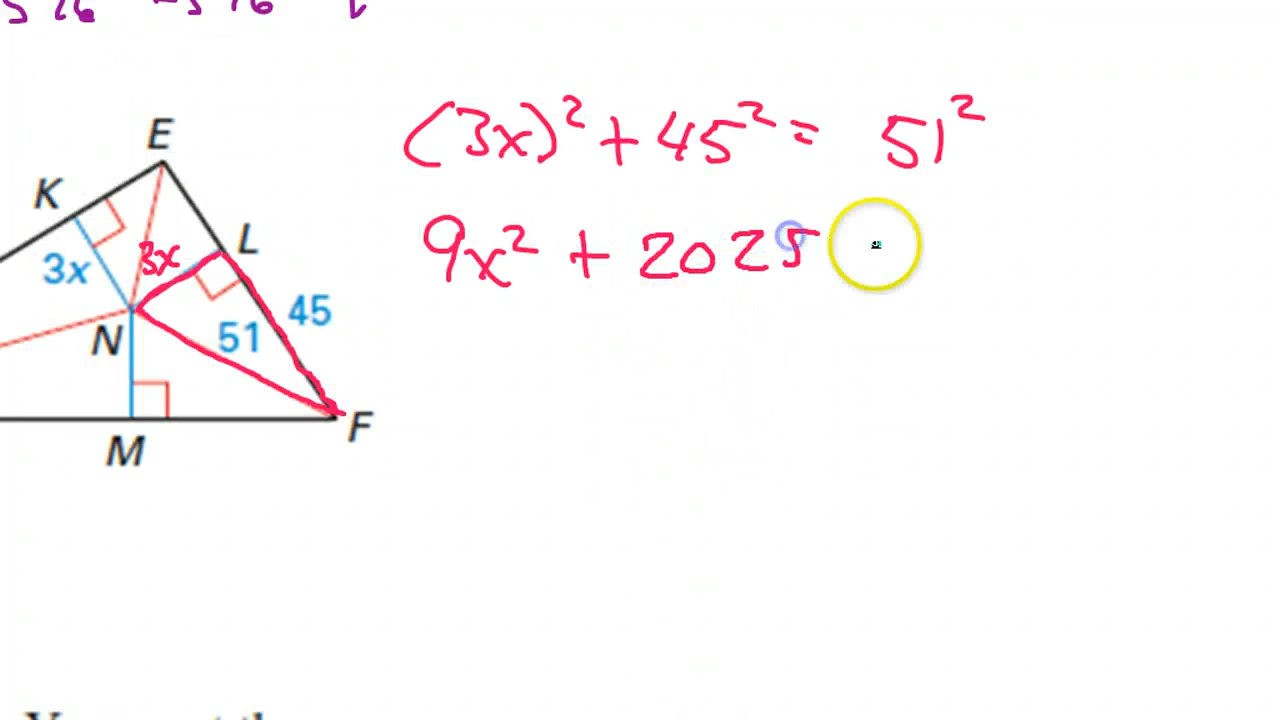 (3x)² + 45² = 51²
9x² + 2025
E
K
L
3x
3x
45
51
N
F
M